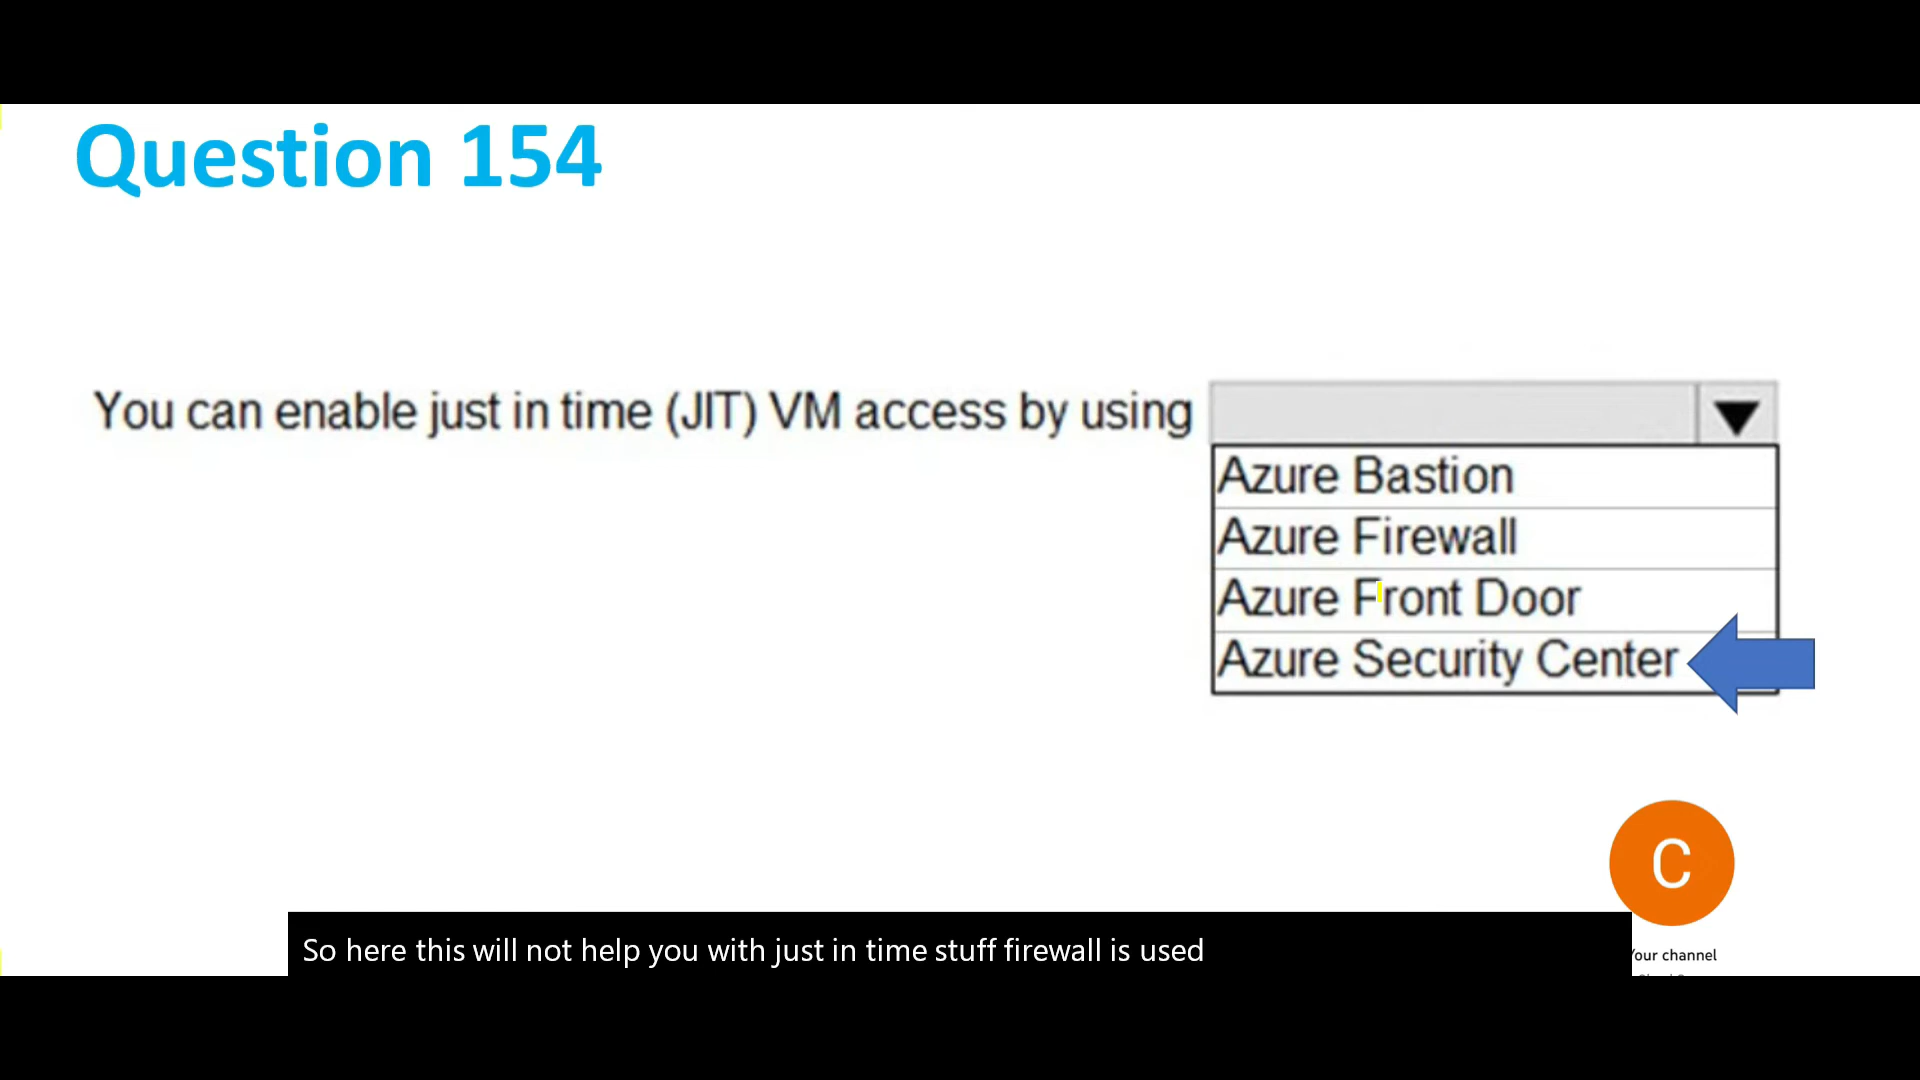 Question 154
You can enable just in time (JIT) VM access by using
Azure Bastion
Azure Firewall
Azure Front Door
Azure Security Center
C
So here this will not help you with just in time stuff firewall is used
Your channel